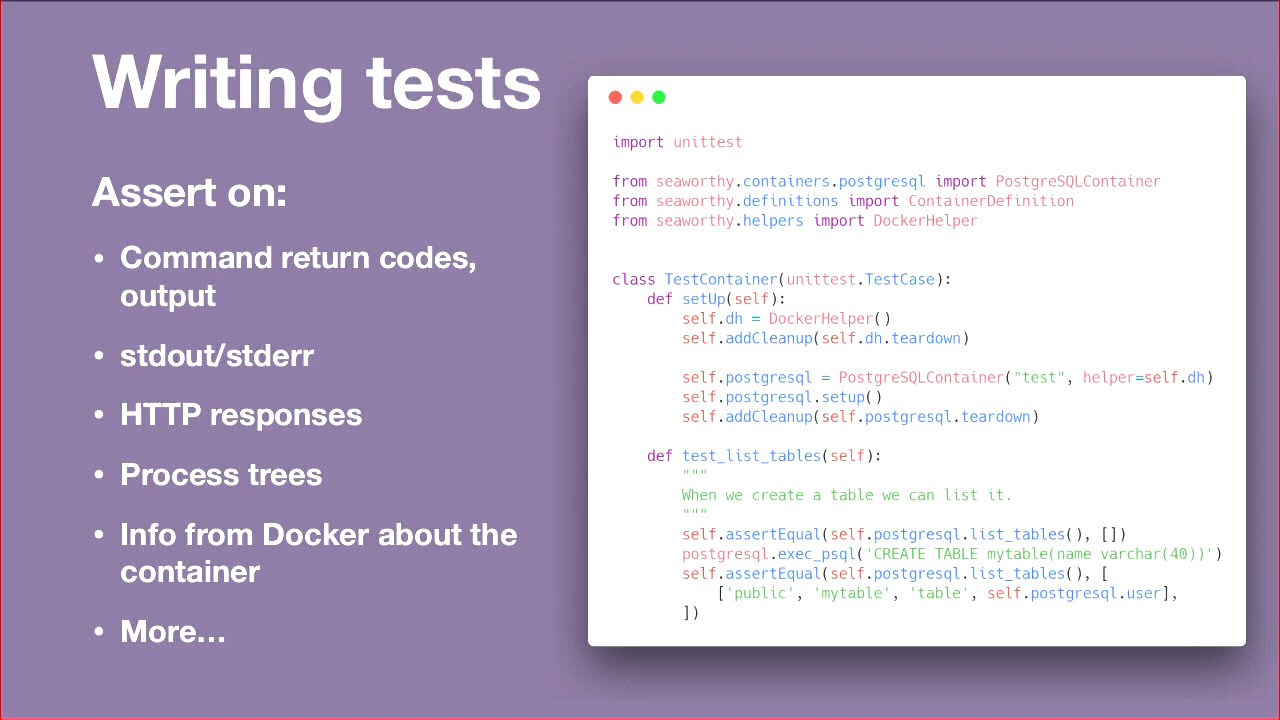 Writing tests
Assert on:
• Command return codes,
output
• stdout/stderr
• HTTP responses
• Process trees
• Info from Docker about the
container
• More…
import unittest
from seaworthy.containers.postgresql import PostgreSQLContainer
from seaworthy.definitions import ContainerDefinition
from seaworthy.helpers import DockerHelper
class TestContainer(unittest.TestCase):
    def setUp(self):
        self.dh = DockerHelper()
        self.addCleanup(self.dh.teardown)
        self.postgresql = PostgreSQLContainer("test", helper=self.dh)
        self.postgresql.setup()
        self.addCleanup(self.postgresql.teardown)
    def test_list_tables(self):
        """
        When we create a table we can list it.
        """
        self.assertEqual(self.postgresql.list_tables(), [])
        postgresql.exec_psql('CREATE TABLE mytable(name varchar(40))')
        self.assertEqual(self.postgresql.list_tables(), [
            ['public', 'mytable', 'table', self.postgresql.user],
        ])